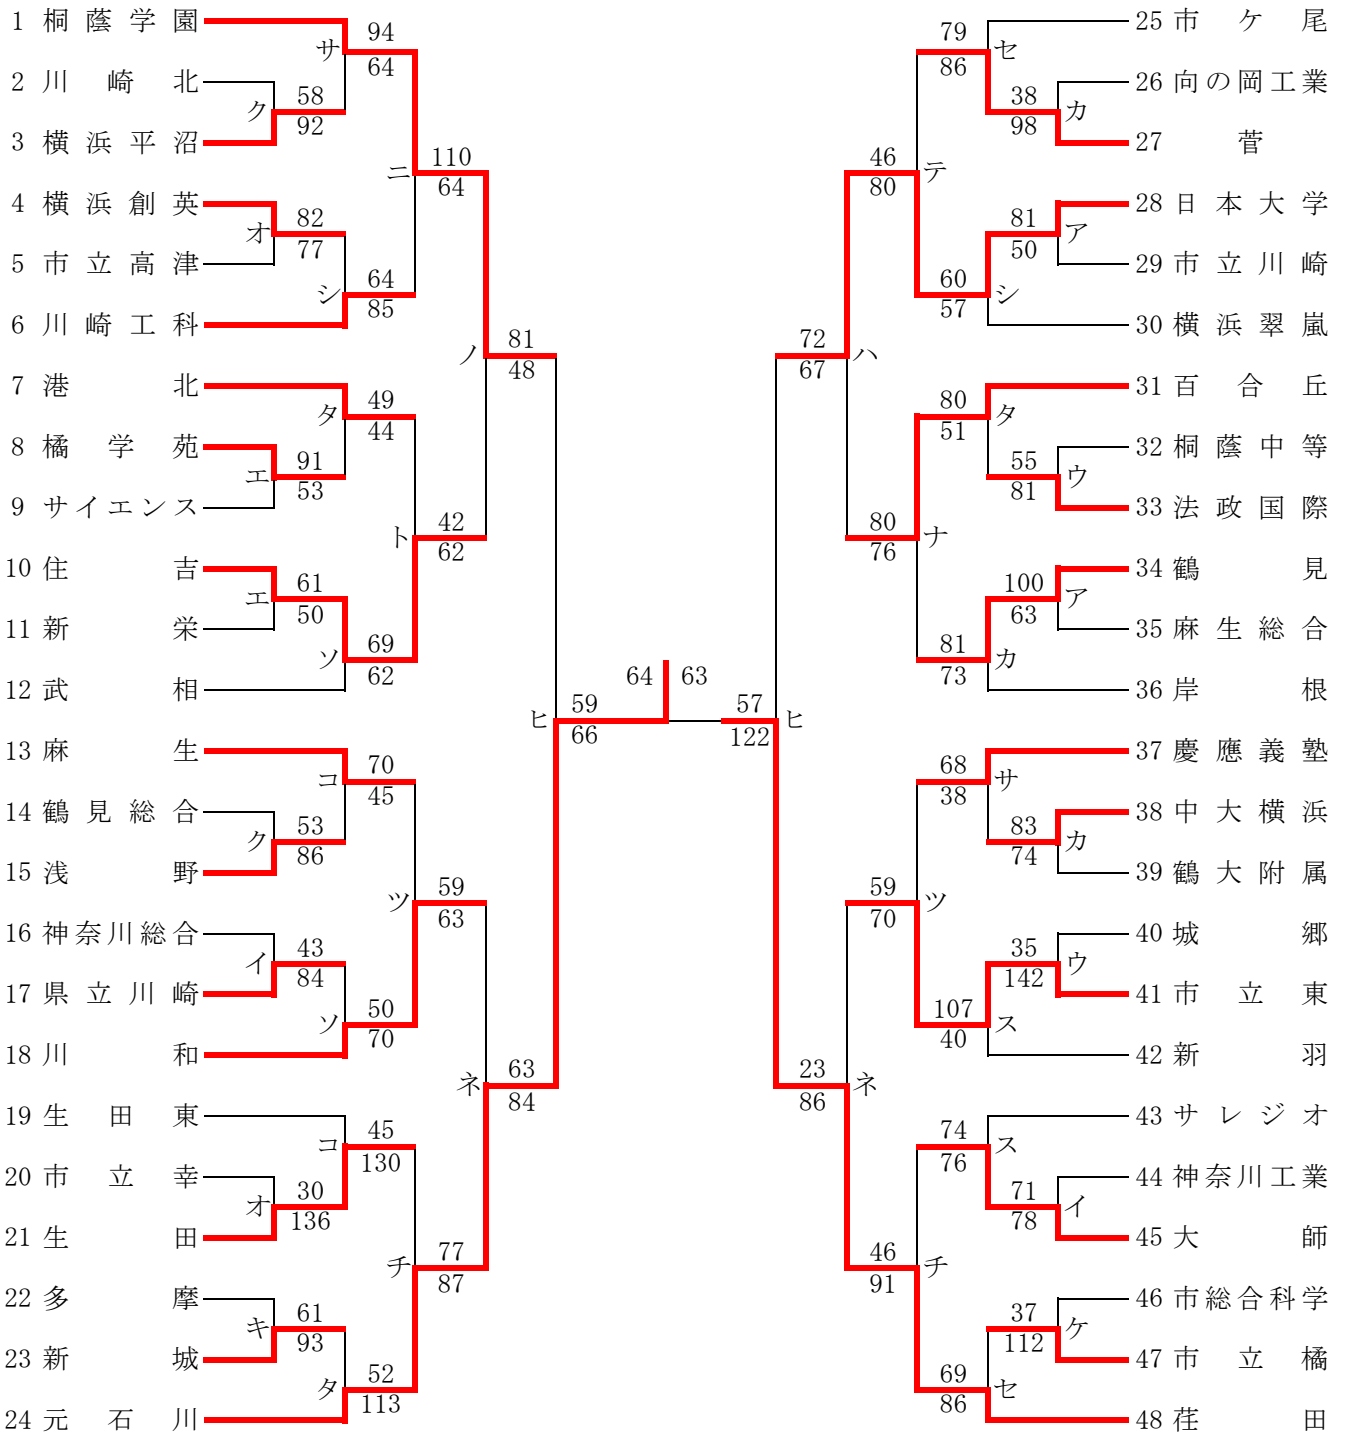 1 桐蔭学園
2 川崎北
3 横浜平沼
4 横浜創英
5 市立高津
6 川崎工科
7 港北
8 橘学苑
9 サイエンス
10 住吉
11 新栄
12 武相
13 麻生
14 鶴見総合
15 浅野
16 神奈川総合
17 県立川崎
18 川和
19 生田東
20 市立幸
21 生田
22 多摩
23 新城
24 元石川
サ 94
64
ク 58
92
ニ 110
64
オ 82
77
シ 64
85
ノ 81
48
タ 49
44
エ 91
53
ト 42
62
エ 61
50
ソ 69
62
ヒ 59
66
コ 70
45
ク 53
86
ツ 59
63
イ 43
84
ソ 50
70
ネ 63
84
コ 45
130
オ 30
136
チ 77
87
キ 61
93
タ 52
113
64 63
57 ヒ
122
79 セ
86
38 カ
98
46 テ
80
81 ア
50
60 シ
57
72 ハ
67
80 タ
51
55 ウ
81
80 ナ
76
100 ア
63
81 カ
73
68 サ
38
83 カ
74
59 ツ
70
35 ウ
142
107 ス
40
23 ネ
86
74 ス
76
71 イ
78
46 チ
91
37 ケ
112
69 セ
86
25 市ケ尾
26 向の岡工業
27 菅
28 日本大学
29 市立川崎
30 横浜翠嵐
31 百合丘
32 桐蔭中等
33 法政国際
34 鶴見
35 麻生総合
36 岸根
37 慶應義塾
38 中大横浜
39 鶴大附属
40 城郷
41 市立東
42 新羽
43 サレジオ
44 神奈川工業
45 大師
46 市総合科学
47 市立橘
48 荏田